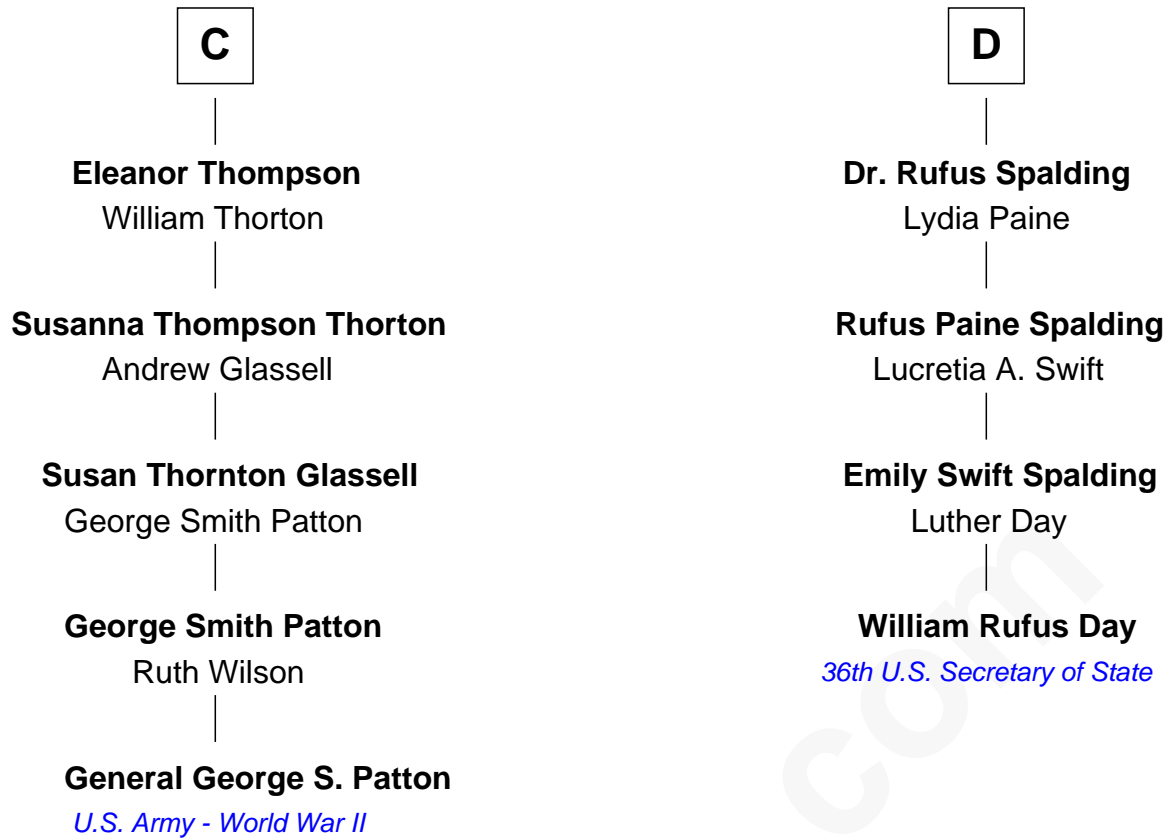 C
Eleanor Thompson
William Thorton
Susanna Thompson Thorton
Andrew Glassell
Susan Thornton Glassell
George Smith Patton
George Smith Patton
Ruth Wilson
General George S. Patton
U.S. Army - World War II
D
Dr. Rufus Spalding
Lydia Paine
Rufus Paine Spalding
Lucretia A. Swift
Emily Swift Spalding
Luther Day
William Rufus Day
36th U.S. Secretary of State
com